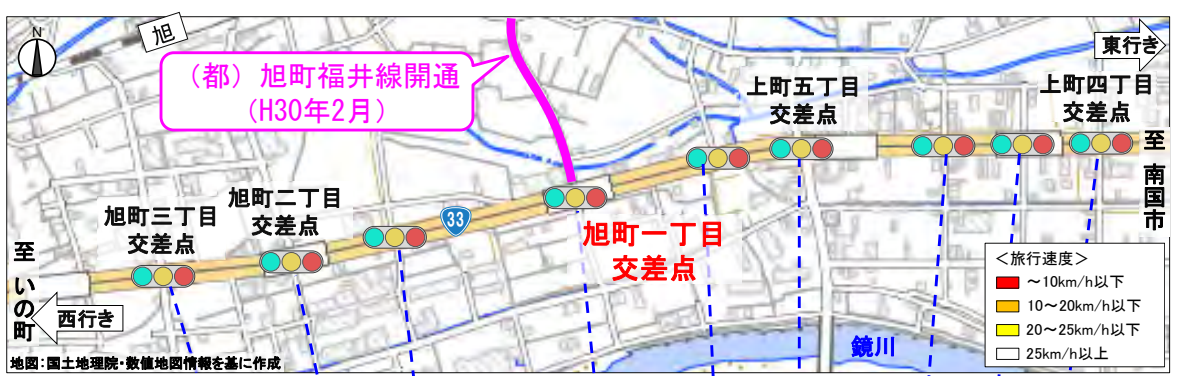 N
旭
(都)旭町福井線開通
(H30年2月)
東行き
上町五丁目
交差点
上町四丁目
交差点
至
南国市
旭町三丁目
交差点
旭町二丁目
交差点
33
旭町一丁目
交差点
至
いの町
西行き
鏡川
<旅行速度>
~10km/h以下
10~20km/h以下
20~25km/h以下
25km/h以上
地図:国土地理院・数値地図情報を基に作成